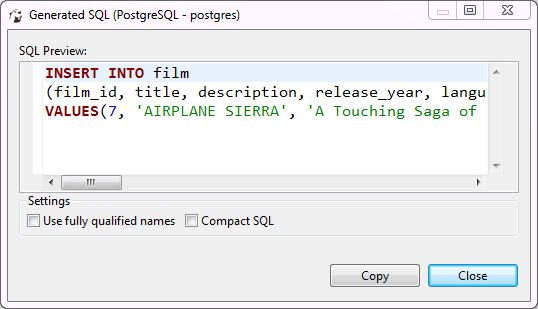 Generated SQL (PostgreSQL - postgres)
SQL Preview:
INSERT INTO film
(film_id, title, description, release_year, langu
VALUES(7, 'AIRPLANE SIERRA', 'A Touching Saga of
Settings
Use fully qualified names Compact SQL
Copy Close